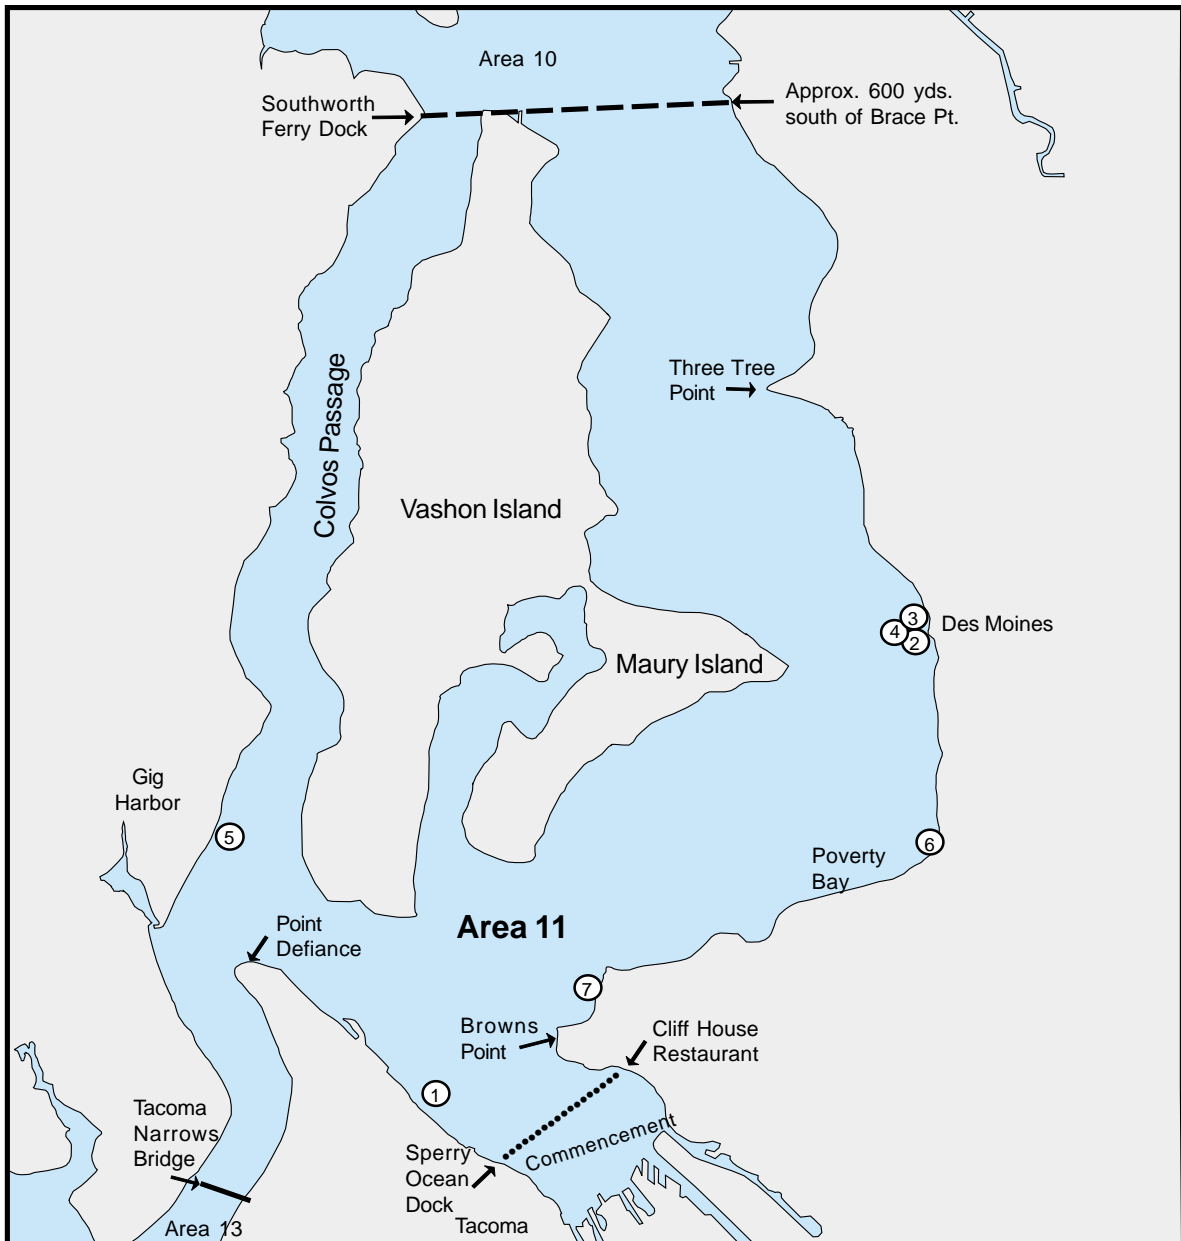 Area 10
Southworth
Ferry Dock
Approx. 600 yds.
south of Brace Pt.
Three Tree
Point
Colvos Passage
Vashon Island
3
4
2
Des Moines
Maury Island
Gig
Harbor
5
6
Poverty
Bay
Point
Defiance
Area 11
7
Browns
Point
Cliff House
Restaurant
1
Tacoma
Narrows
Bridge
Sperry
Ocean
Dock
Commencement
Tacoma
Area 13